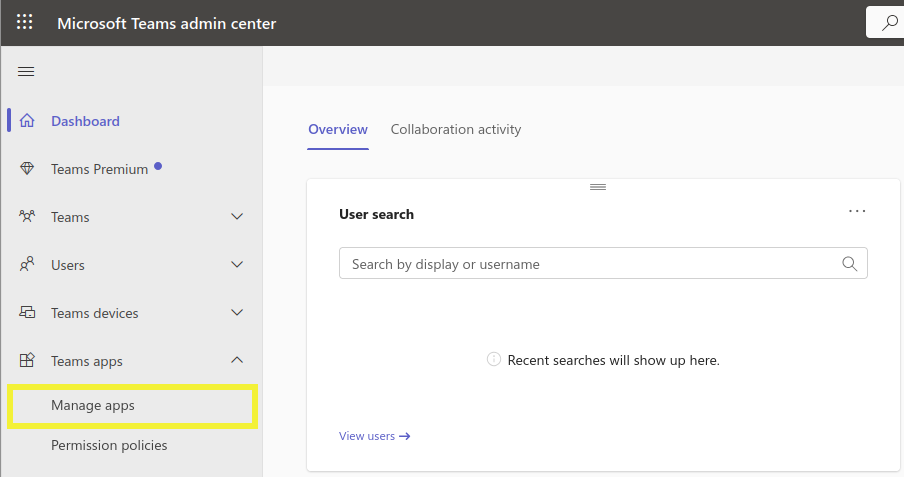 Microsoft Teams admin center
Dashboard
Teams Premium
Teams
Users
Teams devices
Teams apps
Manage apps
Permission policies
Overview
Collaboration activity
User search
Search by display or username
Recent searches will show up here.
View users